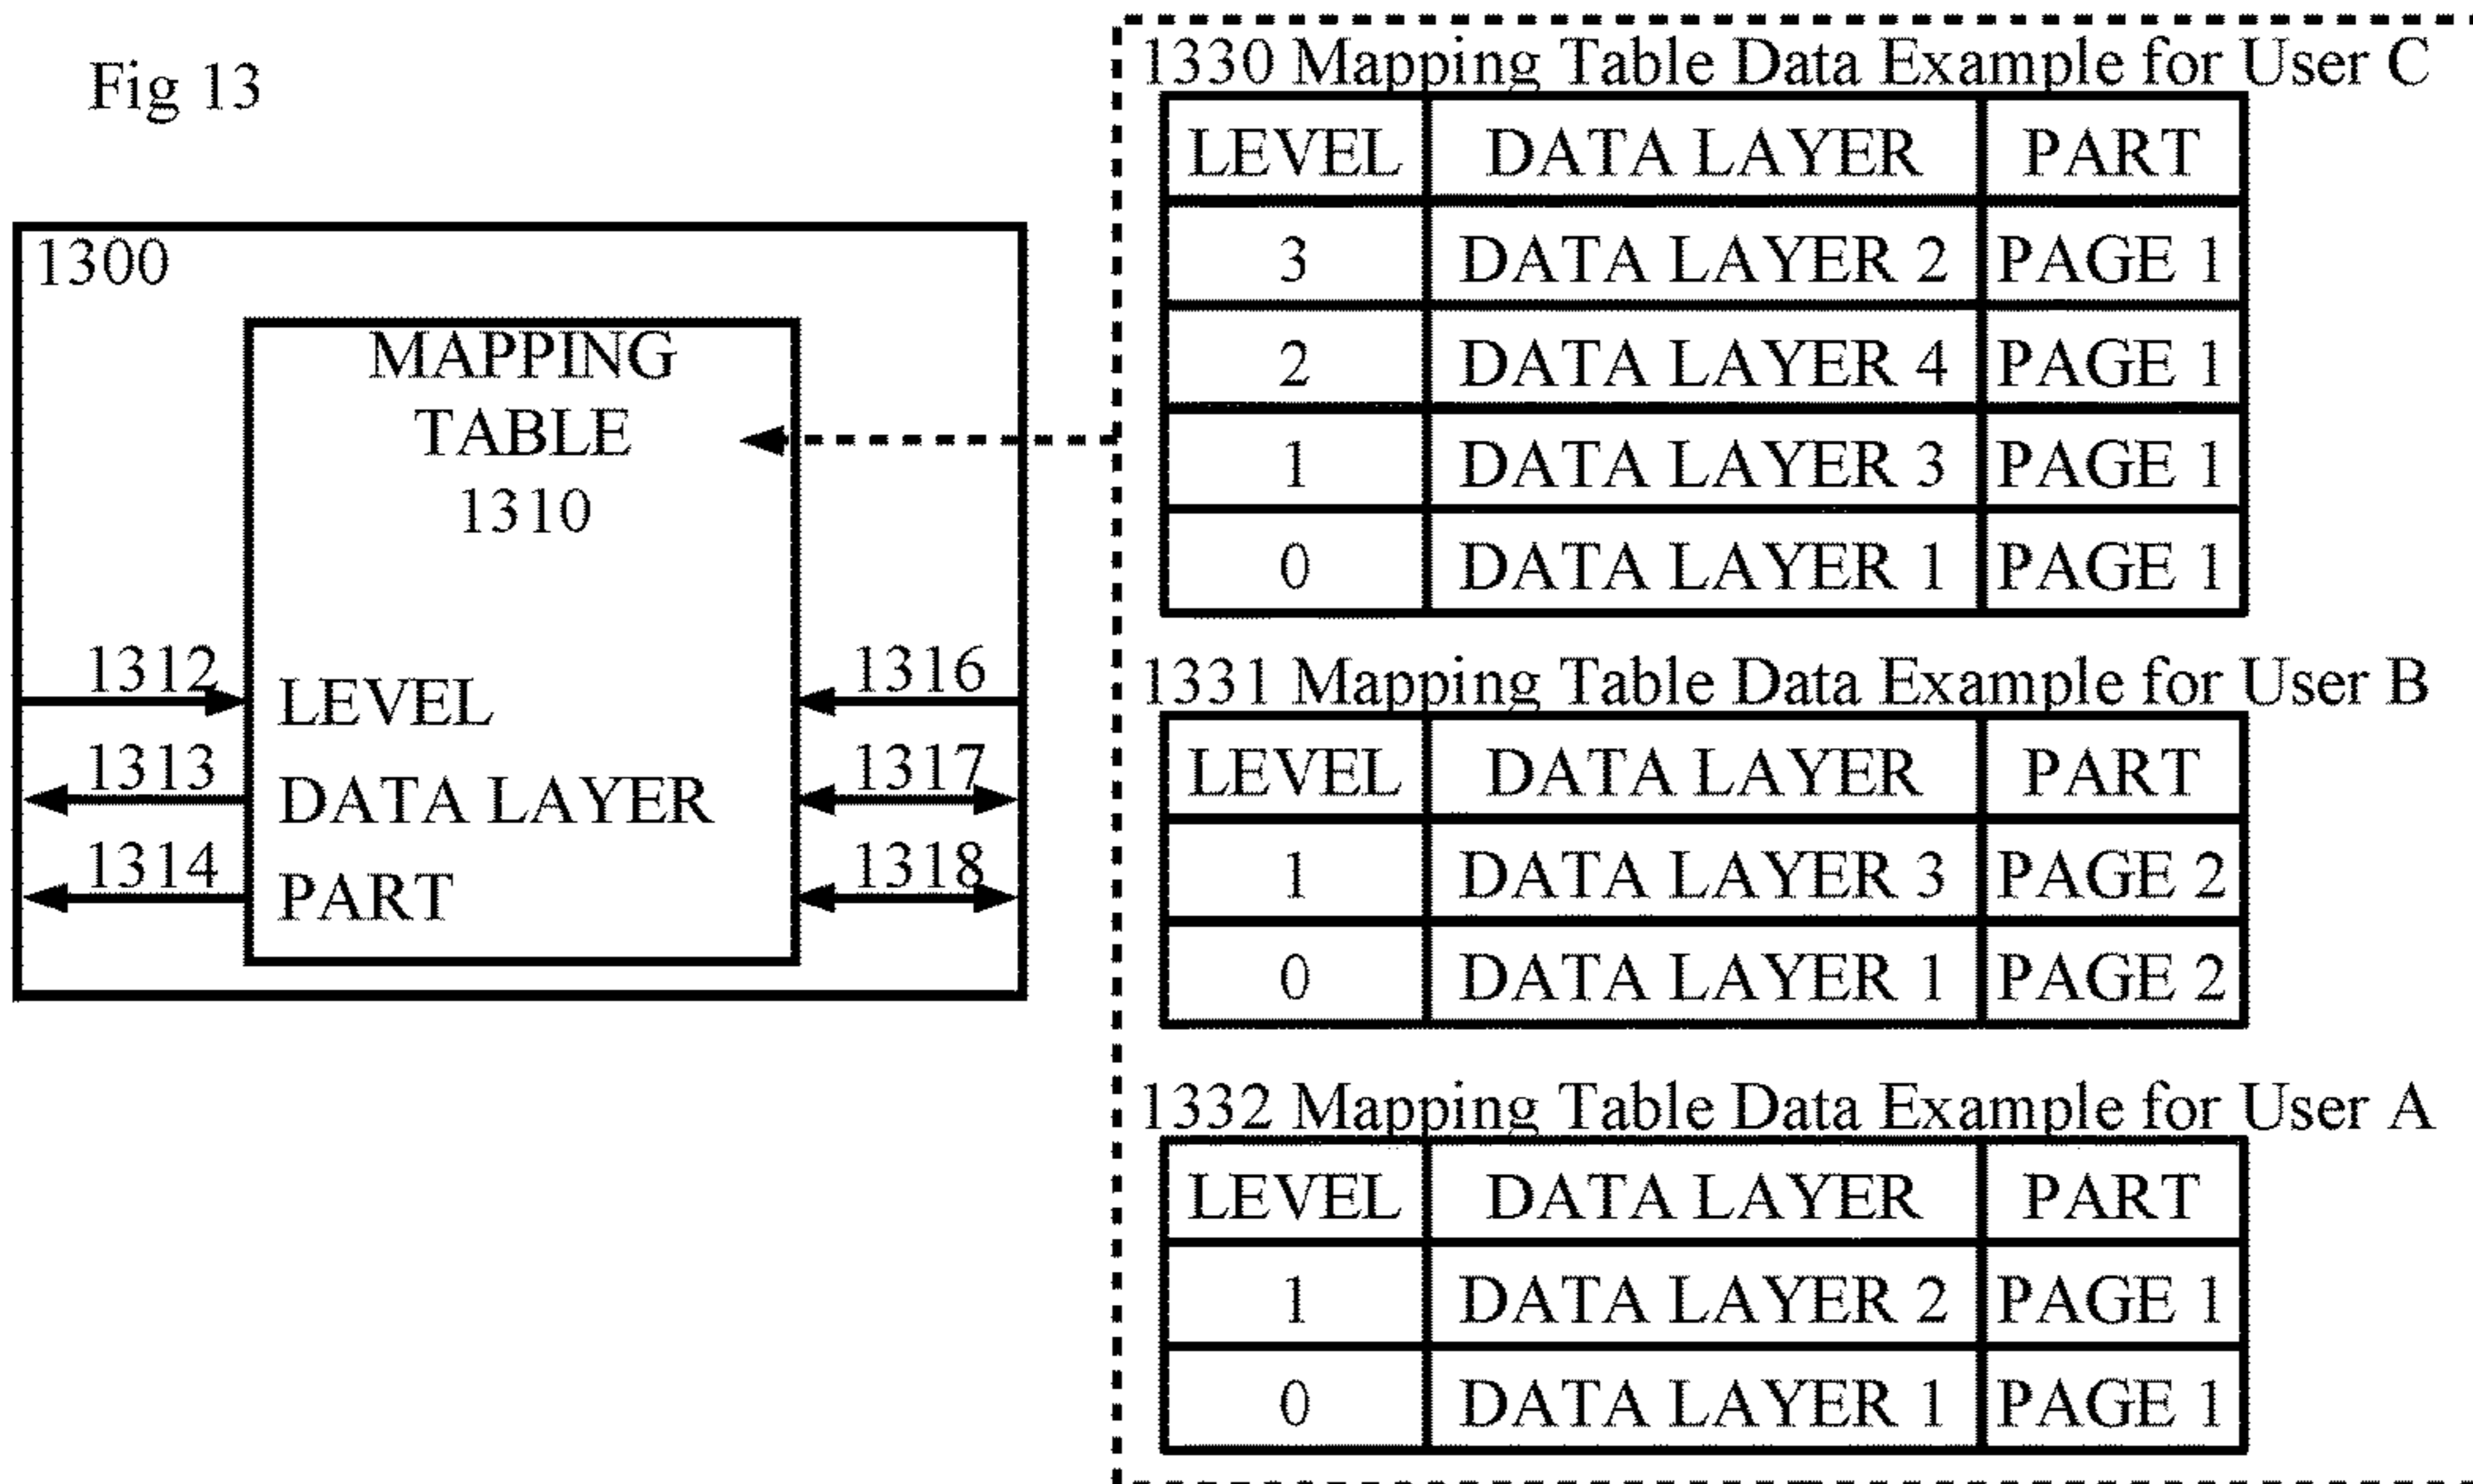 Fig 13
1300
MAPPING
TABLE
1310
1312
1316
LEVEL
1313
1317
DATA LAYER
1314
1318
PART
1330 Mapping Table Data Example for User C
LEVEL DATA LAYER PART
3 DATA LAYER 2 PAGE 1
2 DATA LAYER 4 PAGE 1
1 DATA LAYER 3 PAGE 1
0 DATA LAYER 1 PAGE 1
1331 Mapping Table Data Example for User B
LEVEL DATA LAYER PART
1 DATA LAYER 3 PAGE 2
0 DATA LAYER 1 PAGE 2
1332 Mapping Table Data Example for User A
LEVEL DATA LAYER PART
1 DATA LAYER 2 PAGE 1
0 DATA LAYER 1 PAGE 1